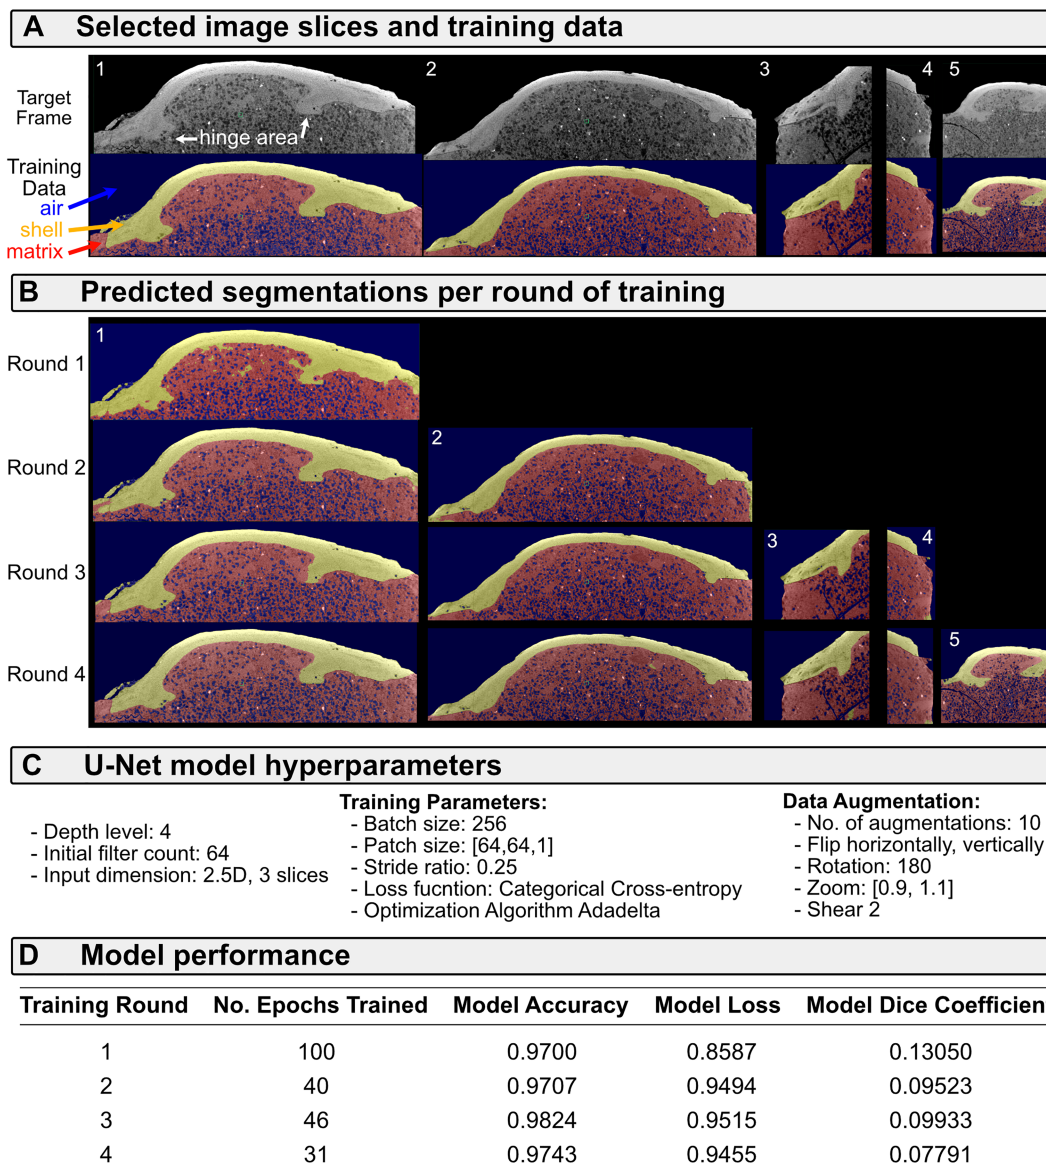 A Selected image slices and training data
1 2 3 4 5
Target
Frame
hinge area
Training
Data
air
shell
matrix
B Predicted segmentations per round of training
1
Round 1
Round 2
2
Round 3
3 4
Round 4
5
C U-Net model hyperparameters
- Depth level: 4
- Initial filter count: 64
- Input dimension: 2.5D, 3 slices
Training Parameters:
- Batch size: 256
- Patch size: [64,64,1]
- Stride ratio: 0.25
- Loss fucntion: Categorical Cross-entropy
- Optimization Algorithm Adadelta
Data Augmentation:
- No. of augmentations: 10
- Flip horizontally, vertically
- Rotation: 180
- Zoom: [0.9, 1.1]
- Shear 2
D Model performance
Training Round No. Epochs Trained Model Accuracy Model Loss Model Dice Coefficien
1 100 0.9700 0.8587 0.13050
2 40 0.9707 0.9494 0.09523
3 46 0.9824 0.9515 0.09933
4 31 0.9743 0.9455 0.07791